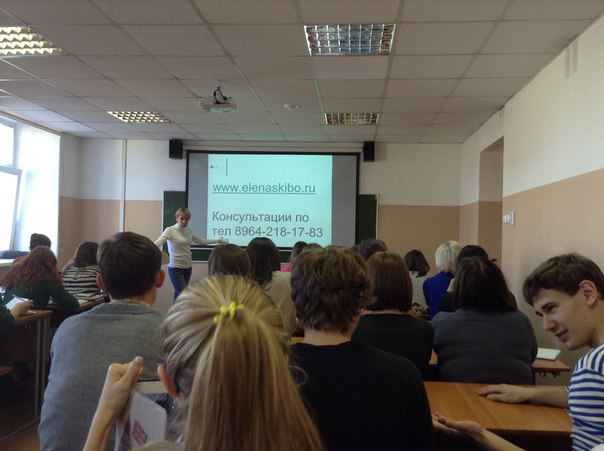 www.elenaskibo.ru
Консультации по
тел 8964-218-17-83